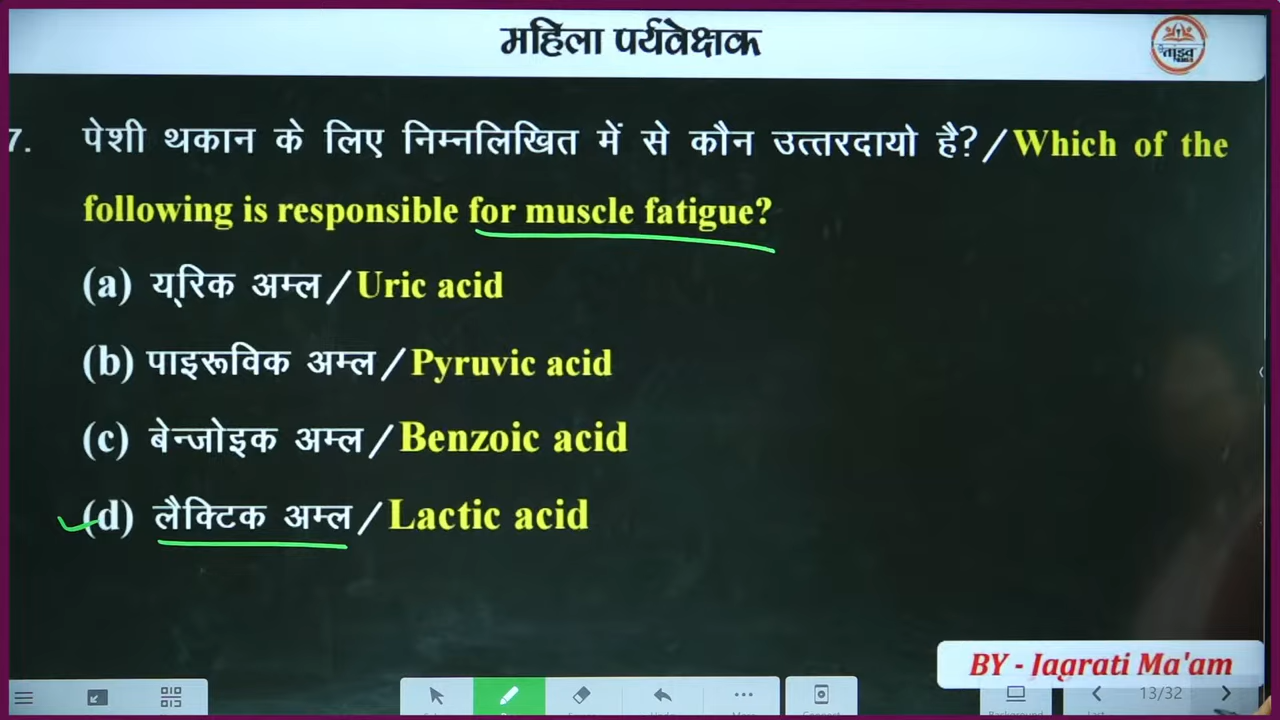 महिला पर्यवेक्षक
ताइव
7. पेशी थकान के लिए निम्नलिखित में से कौन उत्तरदायो है?/Which of the
following is responsible for muscle fatigue?
(a) यूरिक अम्ल/Uric acid
(b) पाइरूविक अम्ल/Pyruvic acid
(c) बेन्जोइक अम्ल/Benzoic acid
(d) लैक्टिक अम्ल/Lactic acid
BY - Jagrati Ma'am
13/32